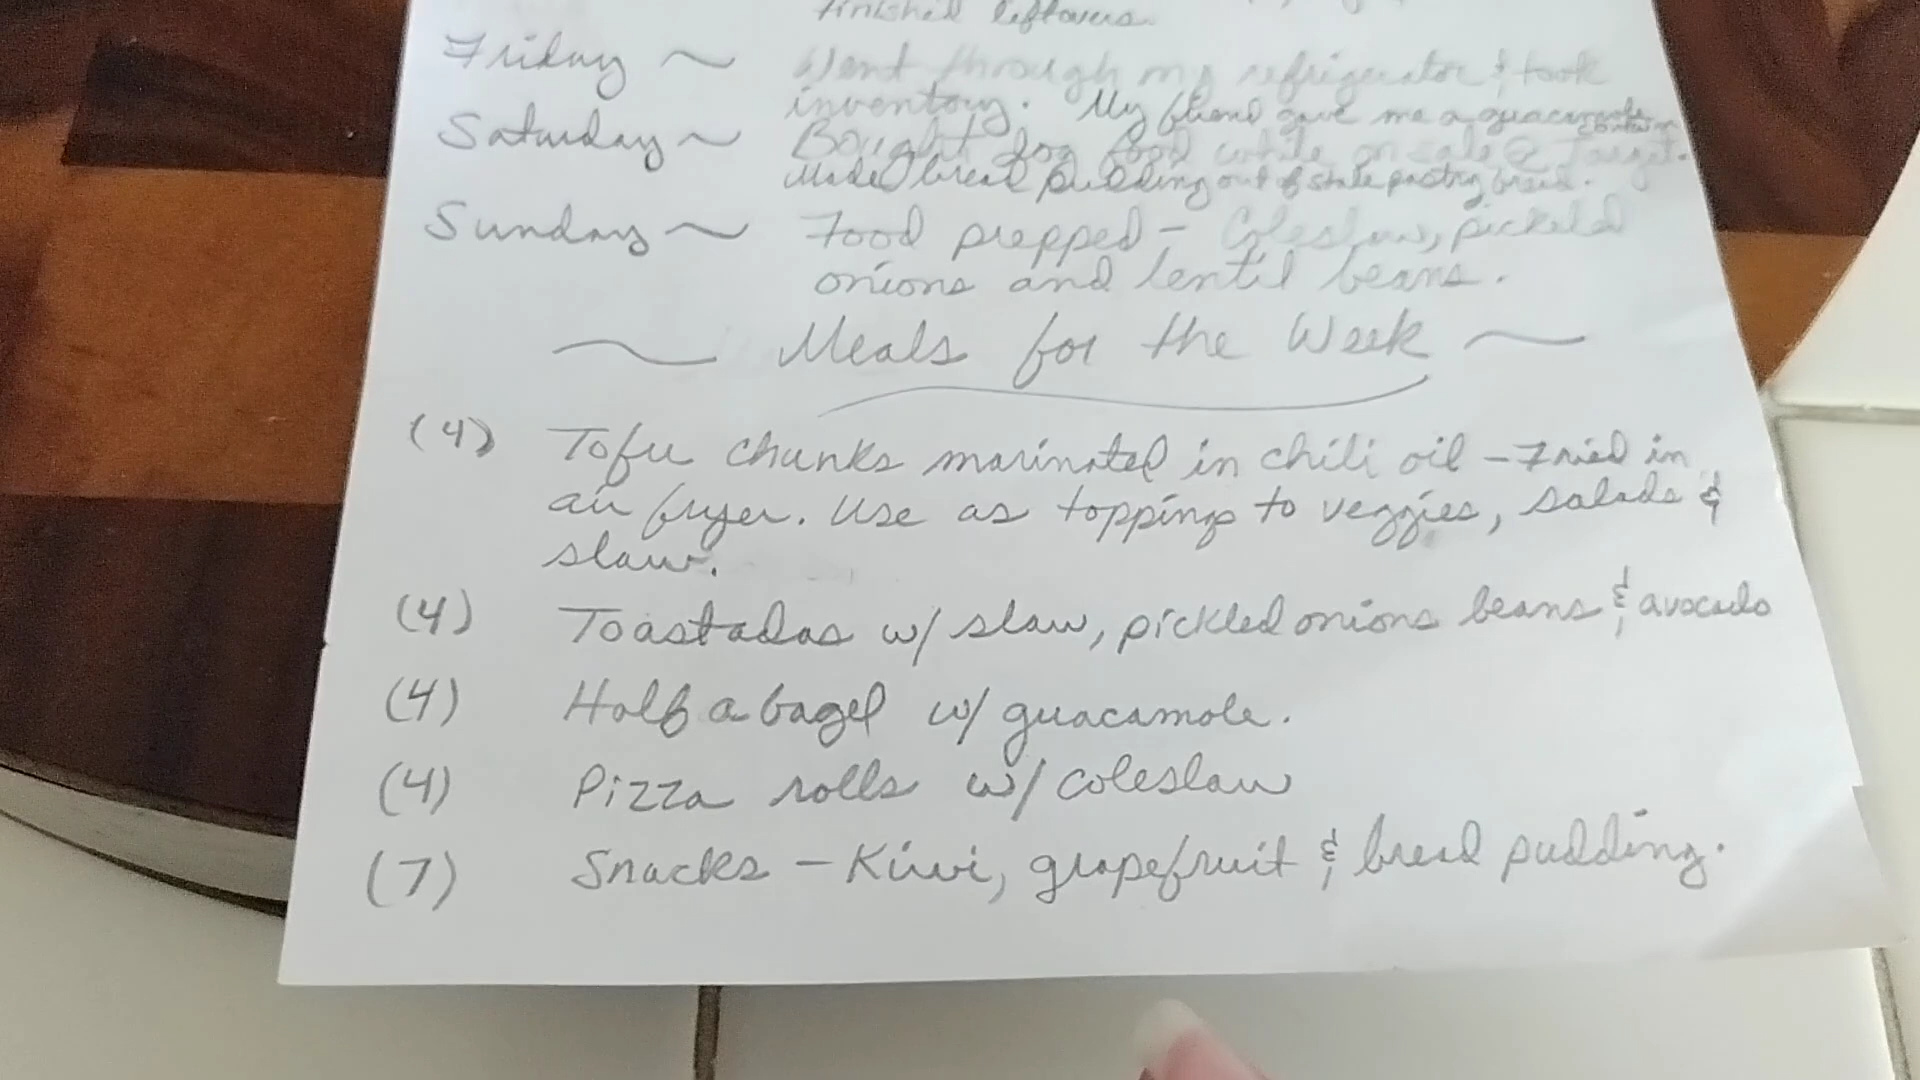 finished leftovers.
Friday ~ Went through my refrigerator & took
inventory. My friend gave me a guacamole
Saturday ~ Bought dog food while on sale @ Target.
Made bread pudding out of stale pastry bread.
Sunday ~ Food prepped - Coleslaw, pickeled
onions and lentil beans.
~ Meals for the Week ~
(4) Tofu chunks marinated in chili oil - Fried in
air fryer. Use as topping to veggies, salads &
slaw.
(4) Toastadas w/ slaw, pickled onions beans & avocado
(4) Half a bagel w/ guacamole.
(4) Pizza rolls w/ coleslaw
(7) Snacks - Kiwi, grapefruit & bread pudding.